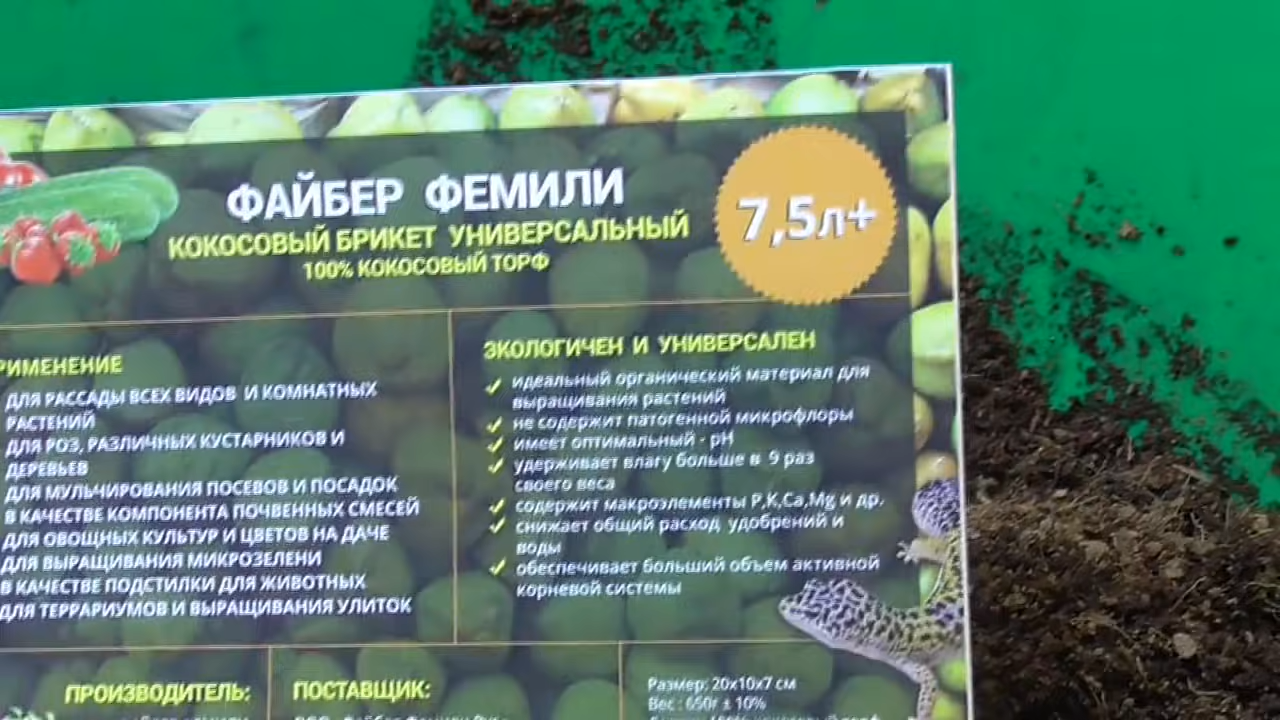 ФАЙБЕР ФЕМИЛИ
КОКОСОВЫЙ БРИКЕТ УНИВЕРСАЛЬНЫЙ
100% КОКОСОВЫЙ ТОРФ
7,5л+
РИМЕНЕНИЕ
ДЛЯ РАССАДЫ ВСЕХ ВИДОВ И КОМНАТНЫХ
РАСТЕНИЙ
ДЛЯ РОЗ, РАЗЛИЧНЫХ КУСТАРНИКОВ И
ДЕРЕВЬЕВ
ДЛЯ МУЛЬЧИРОВАНИЯ ПОСЕВОВ И ПОСАДОК
В КАЧЕСТВЕ КОМПОНЕНТА ПОЧВЕННЫХ СМЕСЕЙ
ДЛЯ ОВОЩНЫХ КУЛЬТУР И ЦВЕТОВ НА ДАЧЕ
ДЛЯ ВЫРАЩИВАНИЯ МИКРОЗЕЛЕНИ
В КАЧЕСТВЕ ПОДСТИЛКИ ДЛЯ ЖИВОТНЫХ
ДЛЯ ТЕРРАРИУМОВ И ВЫРАЩИВАНИЯ УЛИТОК
ЭКОЛОГИЧЕН И УНИВЕРСАЛЕН
идеальный органический материал для
выращивания растений
не содержит патогенной микрофлоры
имеет оптимальный - pH
удерживает влагу больше в 9 раз
своего веса
содержит макроэлементы P,K,Ca,Mg и др.
снижает общий расход удобрений и
воды
обеспечивает больший объем активной
корневой системы
ПРОИЗВОДИТЕЛЬ:
ПОСТАВЩИК:
Размер: 20x10x7 см
Вес : 650г ± 10%